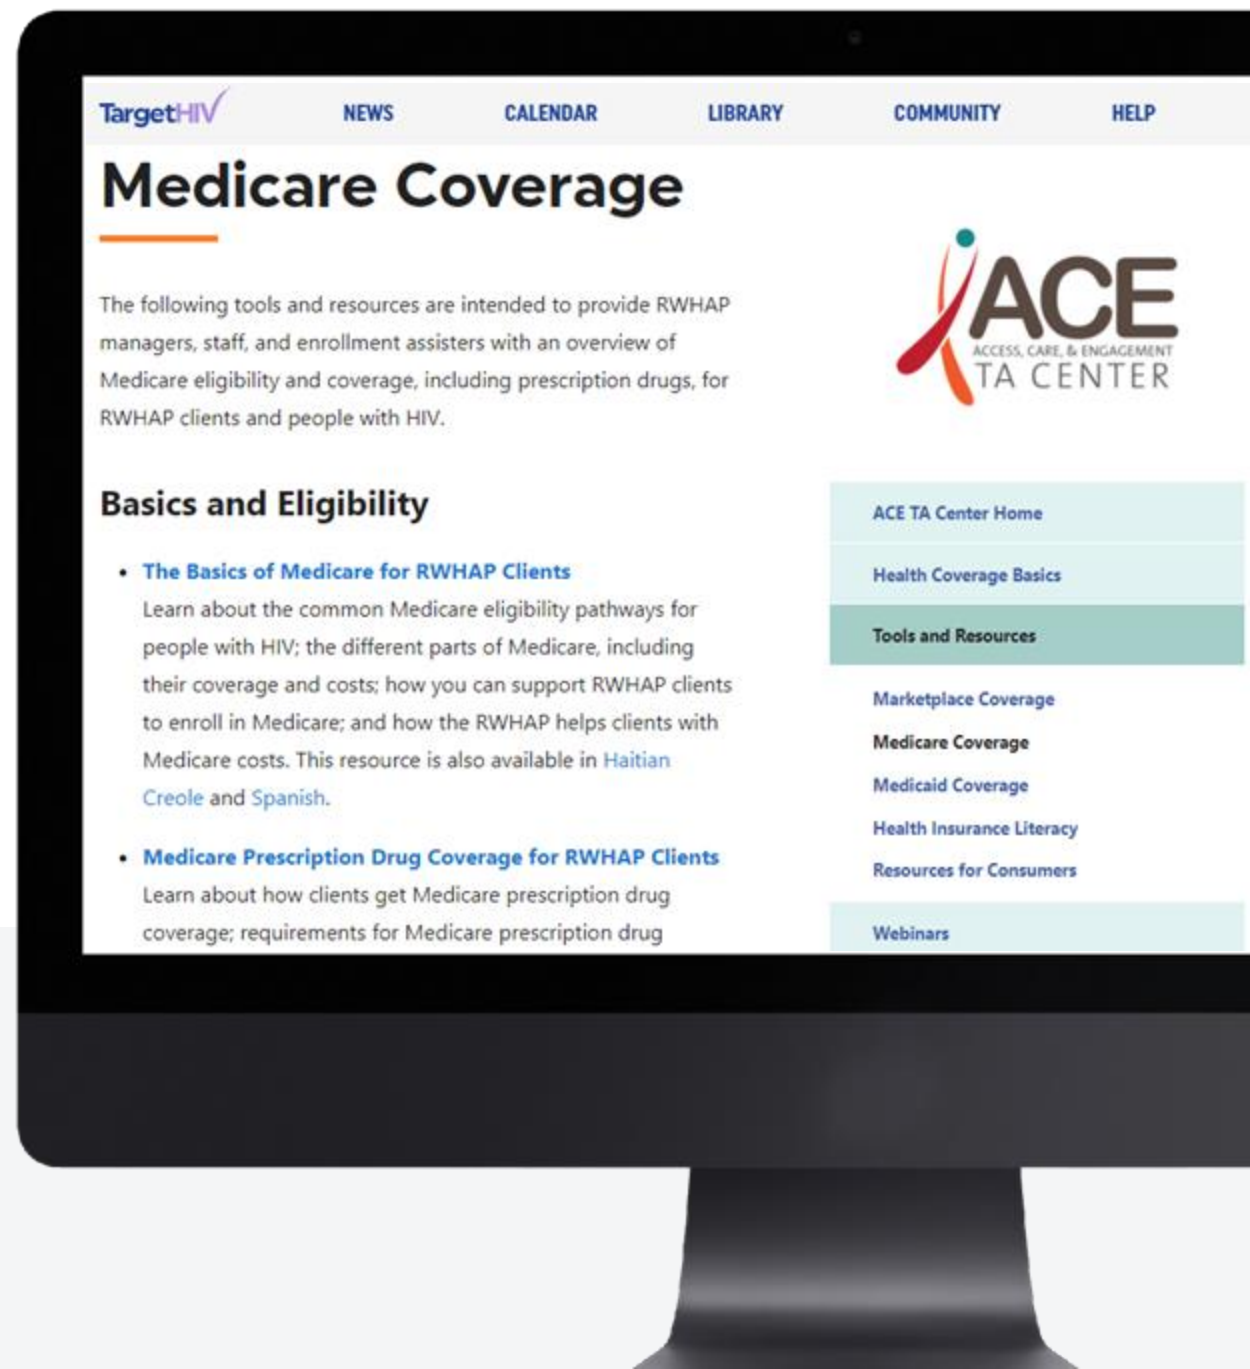 TargetHIV NEWS CALENDAR LIBRARY COMMUNITY HELP
Medicare Coverage
The following tools and resources are intended to provide RWHAP
managers, staff, and enrollment assisters with an overview of
Medicare eligibility and coverage, including prescription drugs, for
RWHAP clients and people with HIV.
Basics and Eligibility
• The Basics of Medicare for RWHAP Clients
Learn about the common Medicare eligibility pathways for
people with HIV; the different parts of Medicare, including
their coverage and costs; how you can support RWHAP clients
to enroll in Medicare; and how the RWHAP helps clients with
Medicare costs. This resource is also available in Haitian
Creole and Spanish.
• Medicare Prescription Drug Coverage for RWHAP Clients
Learn about how clients get Medicare prescription drug
coverage; requirements for Medicare prescription drug
ACE
ACCESS, CARE, & ENGAGEMENT
TA CENTER
ACE TA Center Home
Health Coverage Basics
Tools and Resources
Marketplace Coverage
Medicare Coverage
Medicaid Coverage
Health Insurance Literacy
Resources for Consumers
Webinars